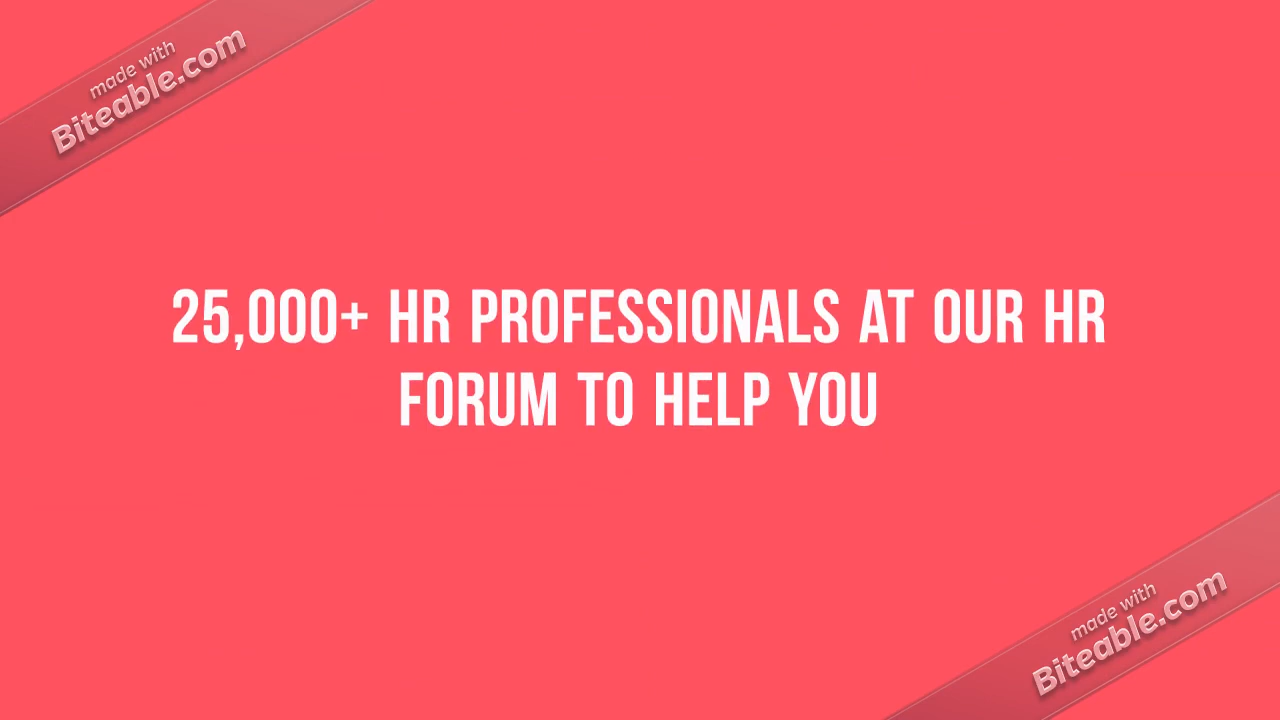 made with
Biteable.com
25,000+ HR PROFESSIONALS AT OUR HR
FORUM TO HELP YOU
made with
Biteable.com